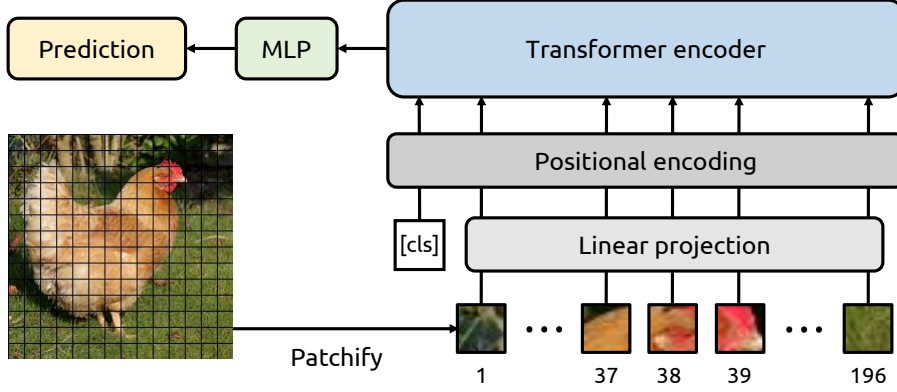 Prediction
MLP
Transformer encoder
Positional encoding
[cls]
Linear projection
Patchify
1
37
38
39
196